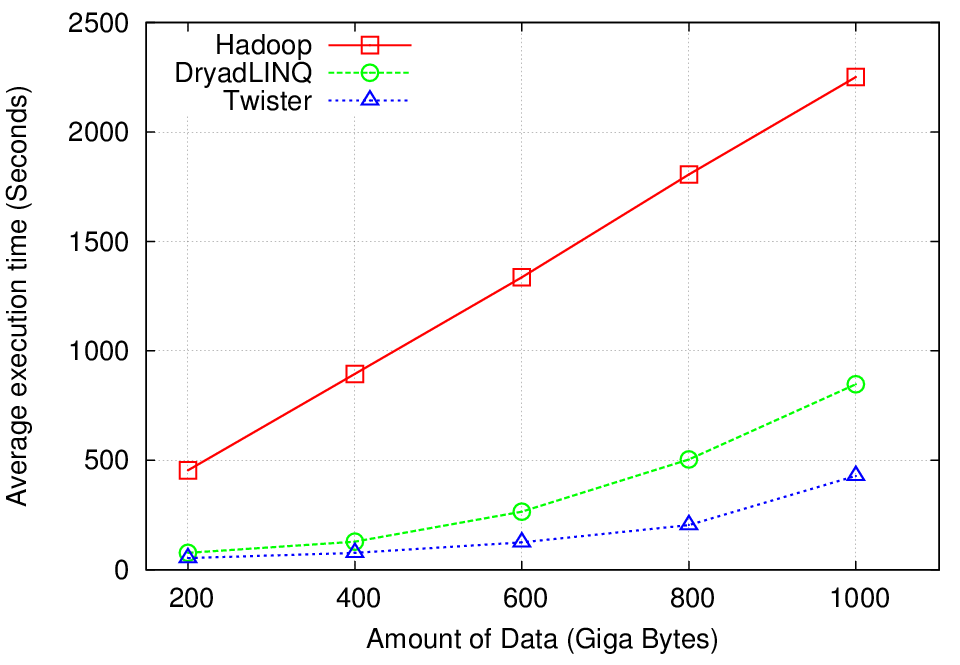 Average execution time (Seconds)
2500
2000
1500
1000
500
0
Hadoop
DryadLINQ
Twister
200 400 600 800 1000
Amount of Data (Giga Bytes)